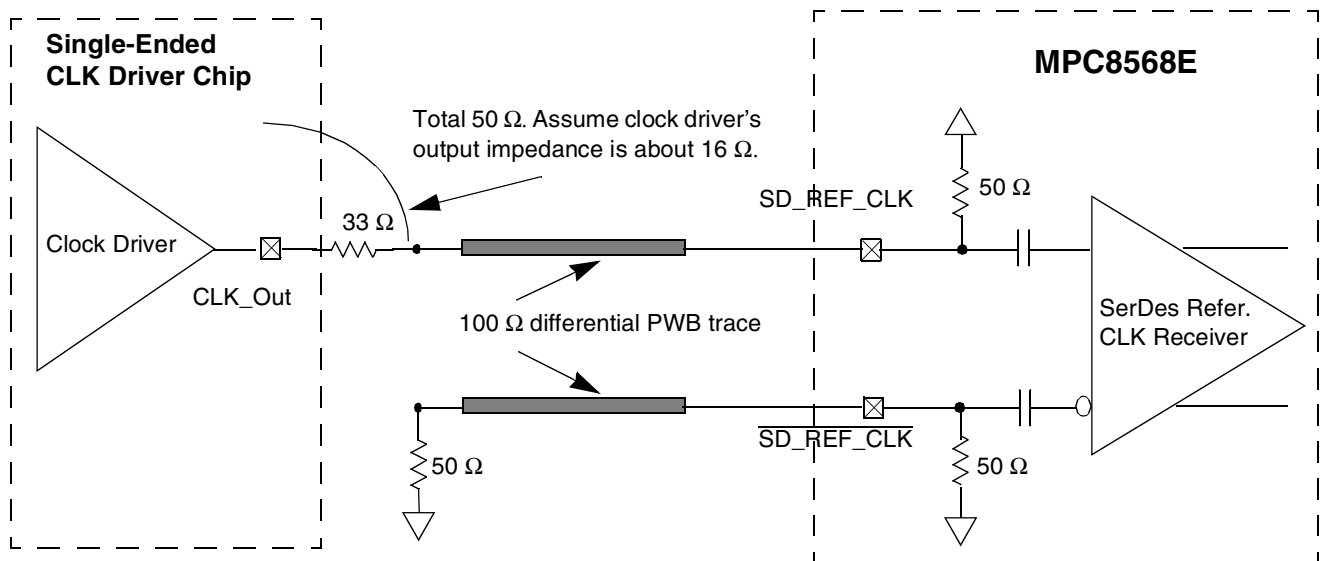 Single-Ended
CLK Driver Chip
MPC8568E
Total 50 Ω. Assume clock driver's
output impedance is about 16 Ω.
SD_REF_CLK
50 Ω
33 Ω
Clock Driver
CLK_Out
100 Ω differential PWB trace
SerDes Refer.
CLK Receiver
SD_REF_CLK
50 Ω
50 Ω